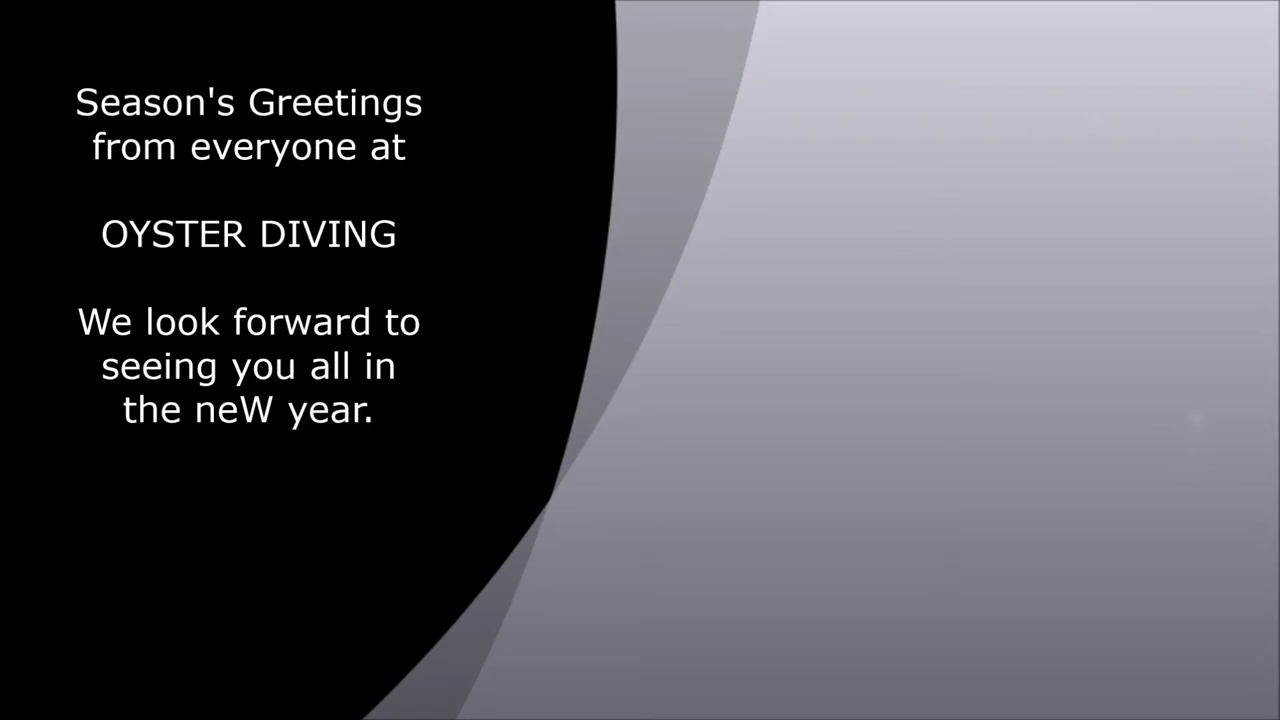 Season's Greetings
from everyone at
OYSTER DIVING
We look forward to
seeing you all in
the neW year.